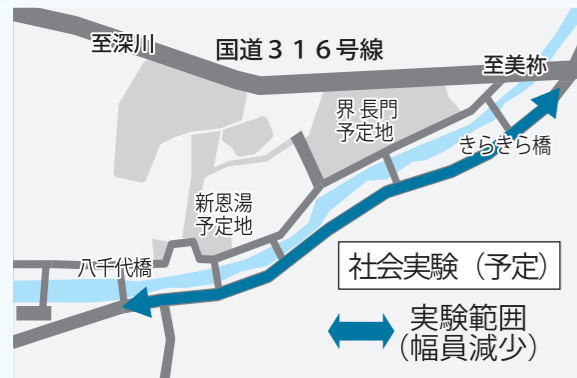 至深川
国道３１６号線
至美祢
界 長門
予定地
きらきら橋
新恩湯
予定地
八千代橋
社会実験（予定）
実験範囲
（幅員減少）